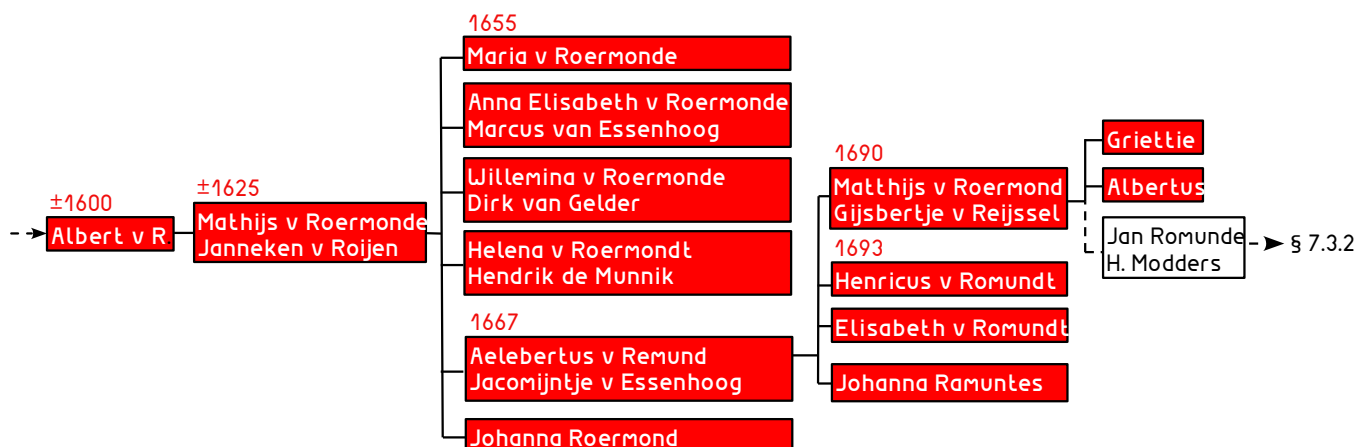 ±1600
Albert v R.
±1625
Mathijs v Roermonde
Janneken v Roijen
1655
Maria v Roermonde
Anna Elisabeth v Roermonde
Marcus van Essenhoog
Willemina v Roermonde
Dirk van Gelder
Helena v Roermondt
Hendrik de Munnik
1667
Aelebertus v Remund
Jacomijntje v Essenhoog
Johanna Roermond
1690
Matthijs v Roermond
Gijsbertje v Reijssel
1693
Henricus v Romundt
Elisabeth v Romundt
Johanna Ramuntes
Griettie
Albertus
Jan Romunde
H. Modders
§ 7.3.2